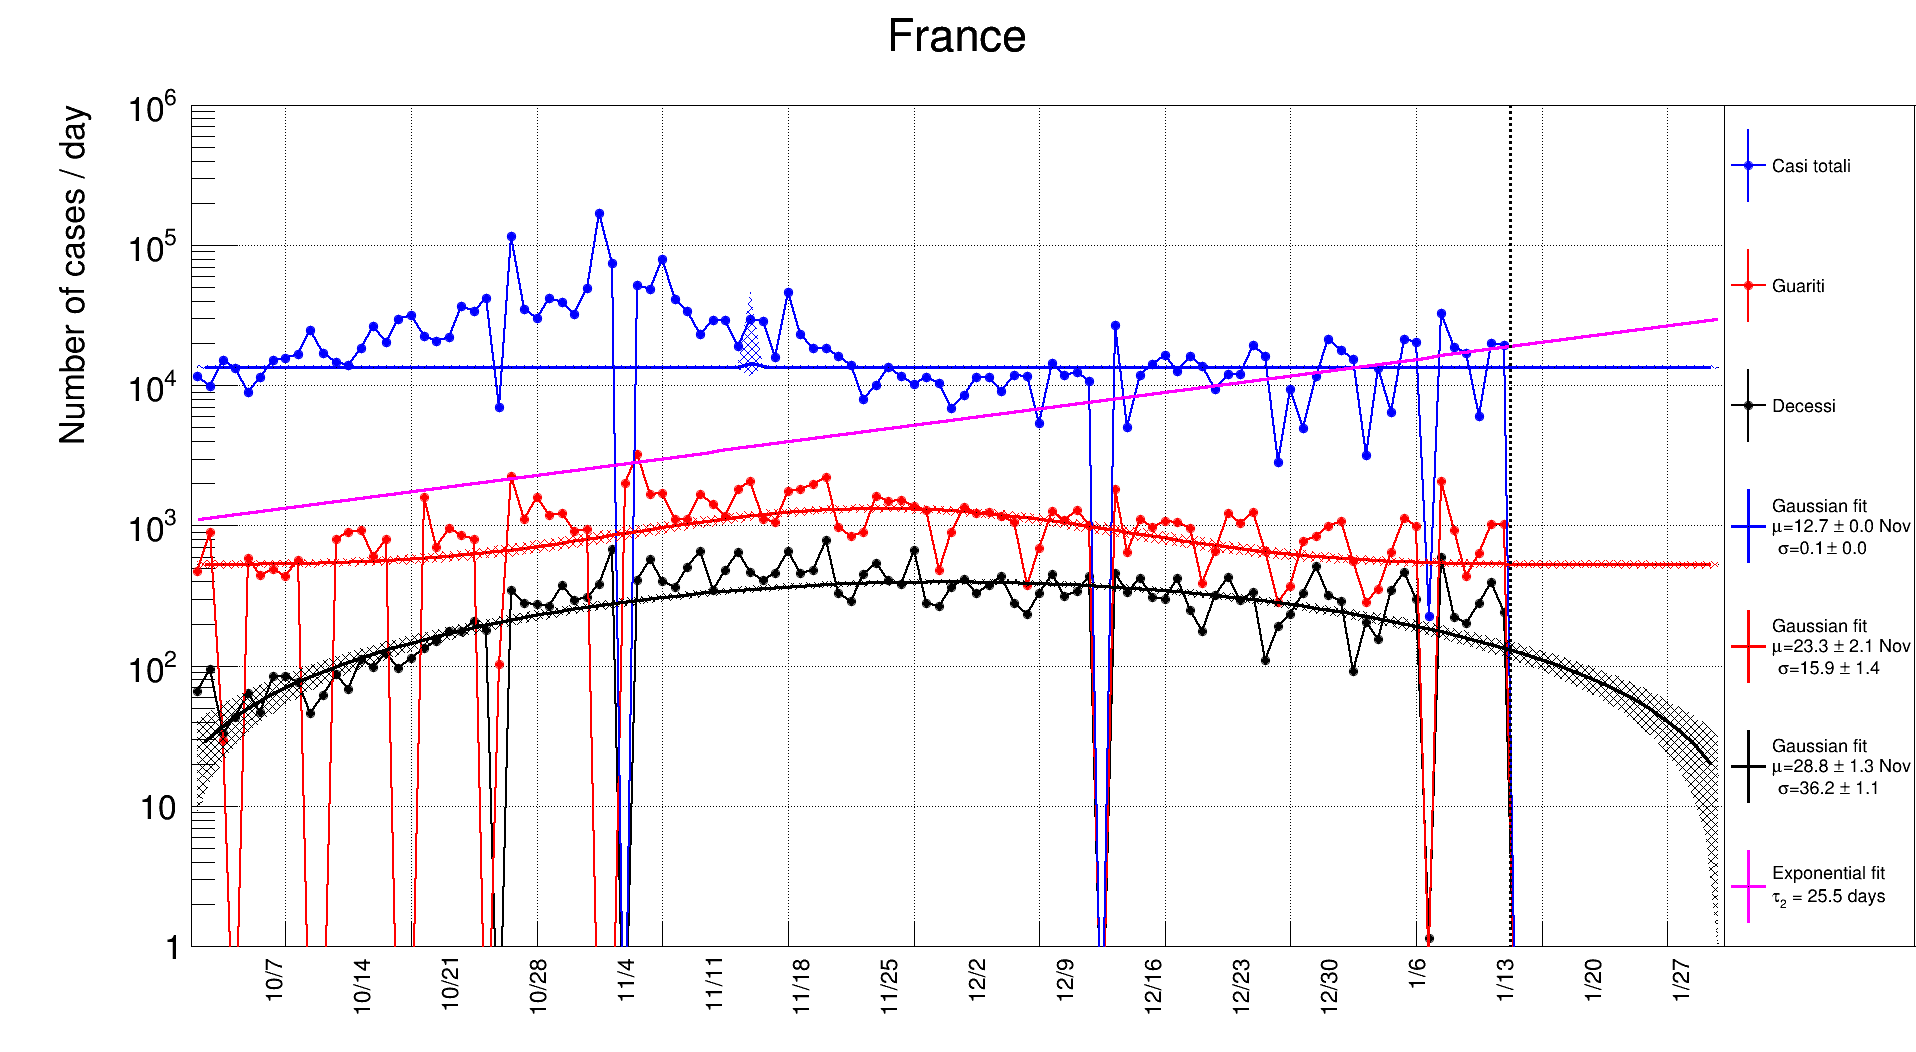 France
Number of cases / day
10^6
10^5
10^4
10^3
10^2
10
1
10/7
10/14
10/21
10/28
11/4
11/11
11/18
11/25
12/2
12/9
12/16
12/23
12/30
1/6
1/13
1/20
1/27
Casi totali
Guariti
Decessi
Gaussian fit
μ=12.7 ± 0.0 Nov
σ=0.1 ± 0.0
Gaussian fit
μ=23.3 ± 2.1 Nov
σ=15.9 ± 1.4
Gaussian fit
μ=28.8 ± 1.3 Nov
σ=36.2 ± 1.1
Exponential fit
τ₂ = 25.5 days